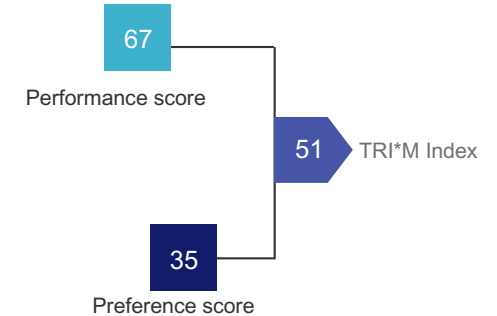 67
Performance score
51
TRI*M Index
35
Preference score